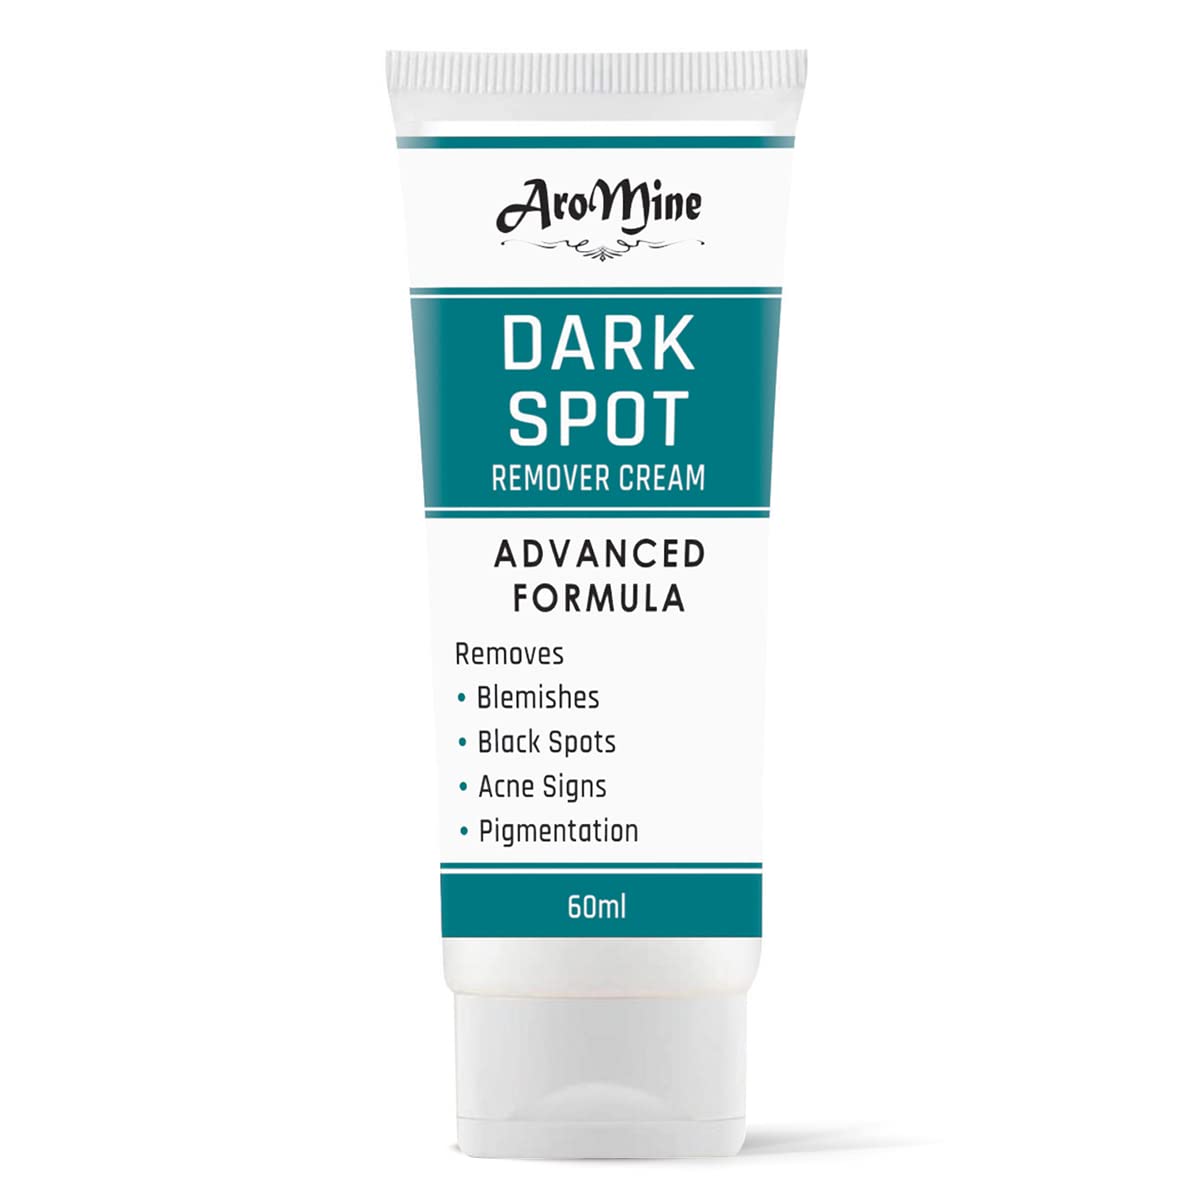 AroMine
DARK
SPOT
REMOVER CREAM
ADVANCED
FORMULA
Removes
• Blemishes
• Black Spots
• Acne Signs
• Pigmentation
60ml